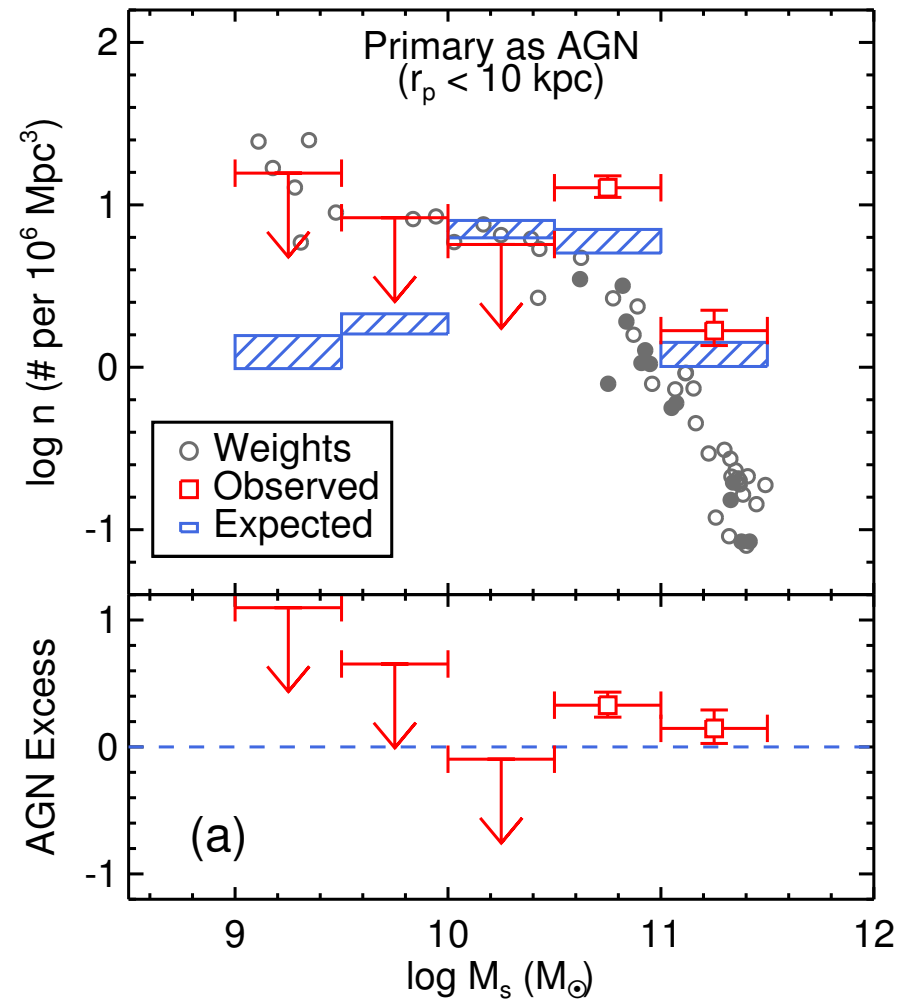 Primary as AGN
(r_p < 10 kpc)
log n (# per 10^6 Mpc^3)
2
1
0
-1
Weights
Observed
Expected
AGN Excess
1
0
-1
(a)
9
10
11
12
log M_s (M_⊙)